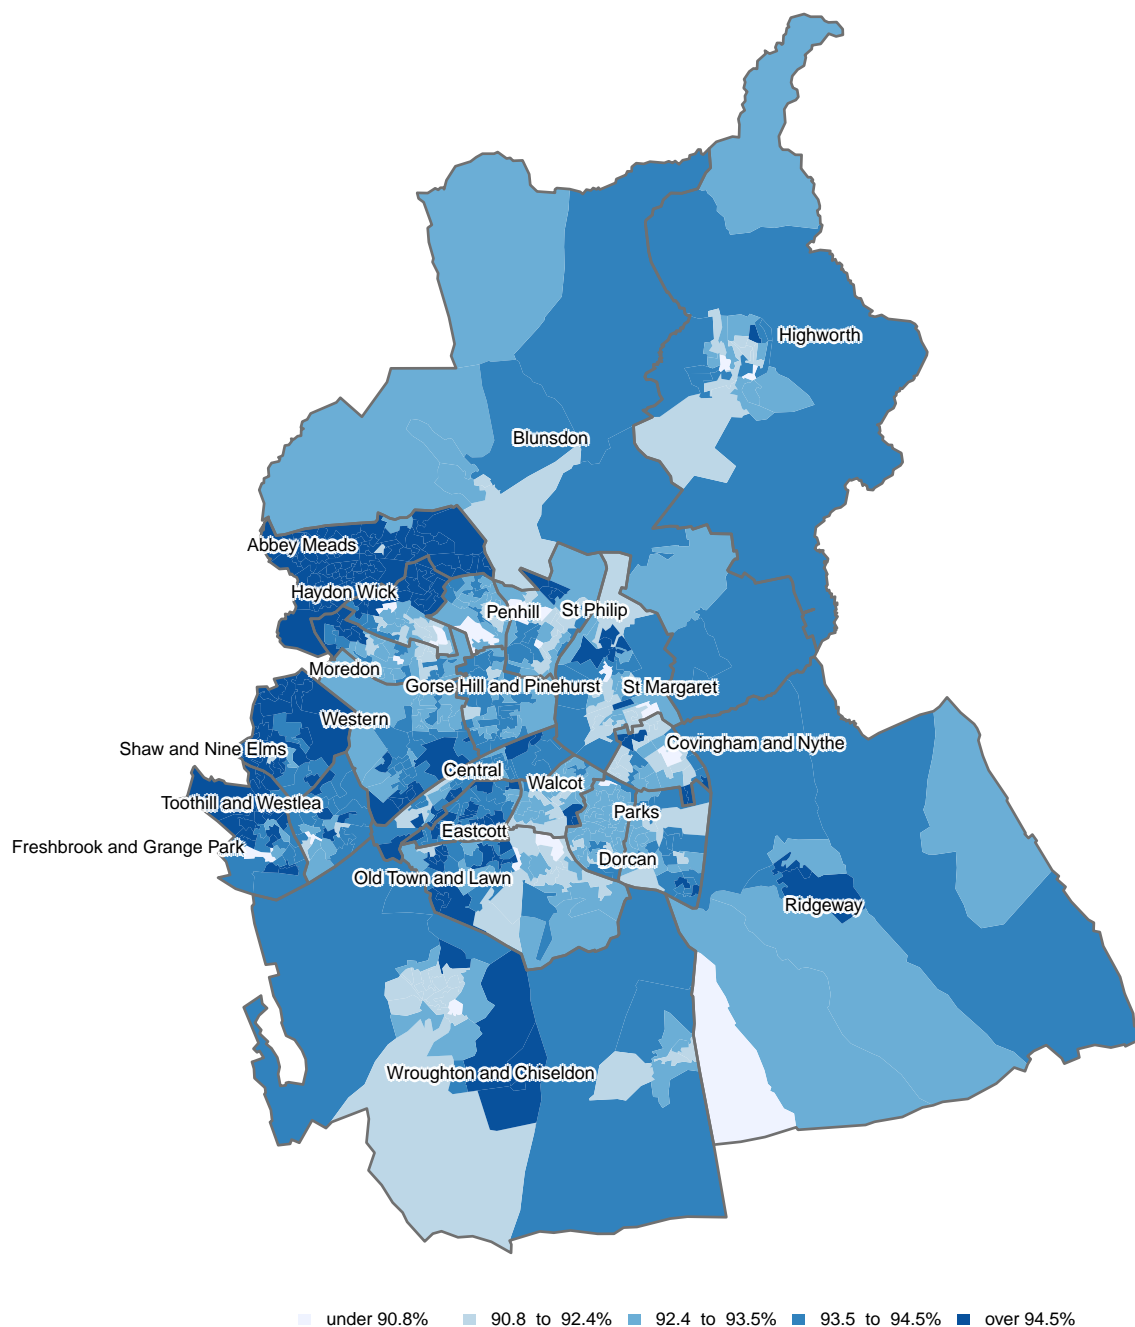 Highworth
Blunsdon
Abbey Meads
Haydon Wick
Penhill
St Philip
Moredon
Gorse Hill and Pinehurst
St Margaret
Western
Shaw and Nine Elms
Covingham and Nythe
Central
Walcot
Toothill and Westlea
Parks
Eastcott
Freshbrook and Grange Park
Dorcan
Old Town and Lawn
Ridgeway
Wroughton and Chiseldon
under 90.8%
90.8 to 92.4%
92.4 to 93.5%
93.5 to 94.5%
over 94.5%